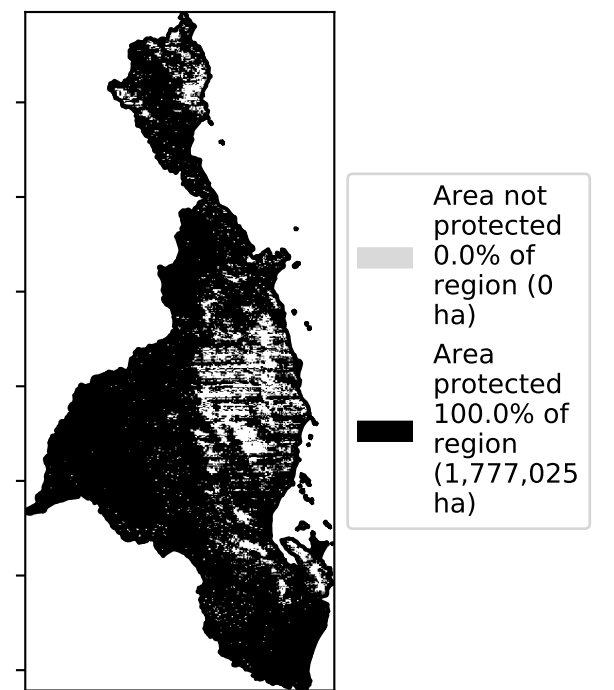 Area not
protected
0.0% of
region (0
ha)
Area
protected
100.0% of
region
(1,777,025
ha)